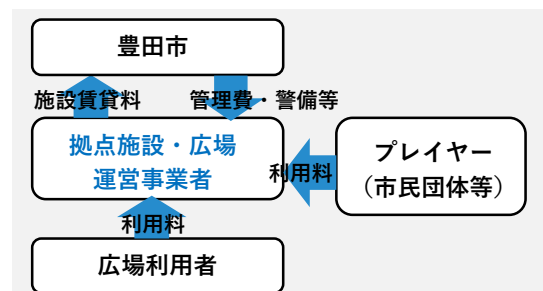 豊田市
施設賃貸料
管理費・警備等
拠点施設・広場
運営事業者
利用料
プレイヤー
（市民団体等）
利用料
広場利用者